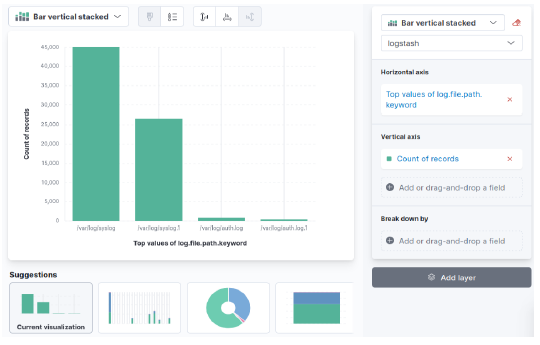 Bar vertical stacked
45,000
40,000
35,000
30,000
25,000
20,000
15,000
10,000
5,000
0
Count of records
/var/log/syslog
/var/log/syslog.1
/var/log/auth.log
/var/log/auth.log.1
Top values of log.file.path.keyword
Suggestions
Current visualization
Bar vertical stacked
logstash
Horizontal axis
Top values of log.file.path.
keyword
Vertical axis
Count of records
Add or drag-and-drop a field
Break down by
Add or drag-and-drop a field
Add layer